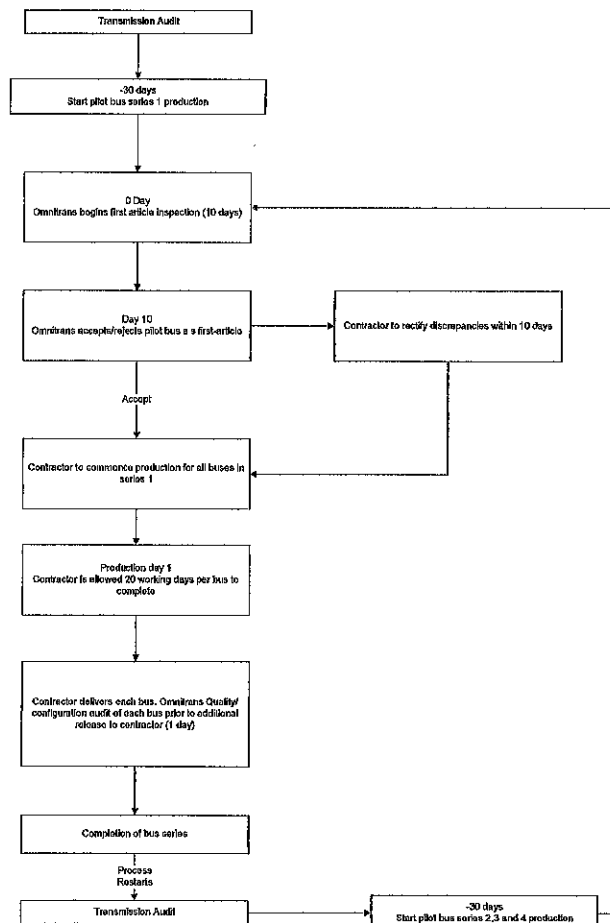 Transmission Audit
-30 days
Start pilot bus series 1 production
0 Day
Omnitrans begins first article inspection (10 days)
Day 10
Omnitrans accepts/rejects pilot bus a s first-article
Contractor to rectify discrepancies within 10 days
Accept
Contractor to commence production for all buses in
series 1
Production day 1
Contractor is allowed 20 working days per bus to
complete
Contractor delivers each bus. Omnitrans Quality/
configuration audit of each bus prior to additional
release to contractor (1 day)
Completion of bus series
Process
Restarts
Transmission Audit
-30 days
Start pilot bus series 2,3 and 4 production